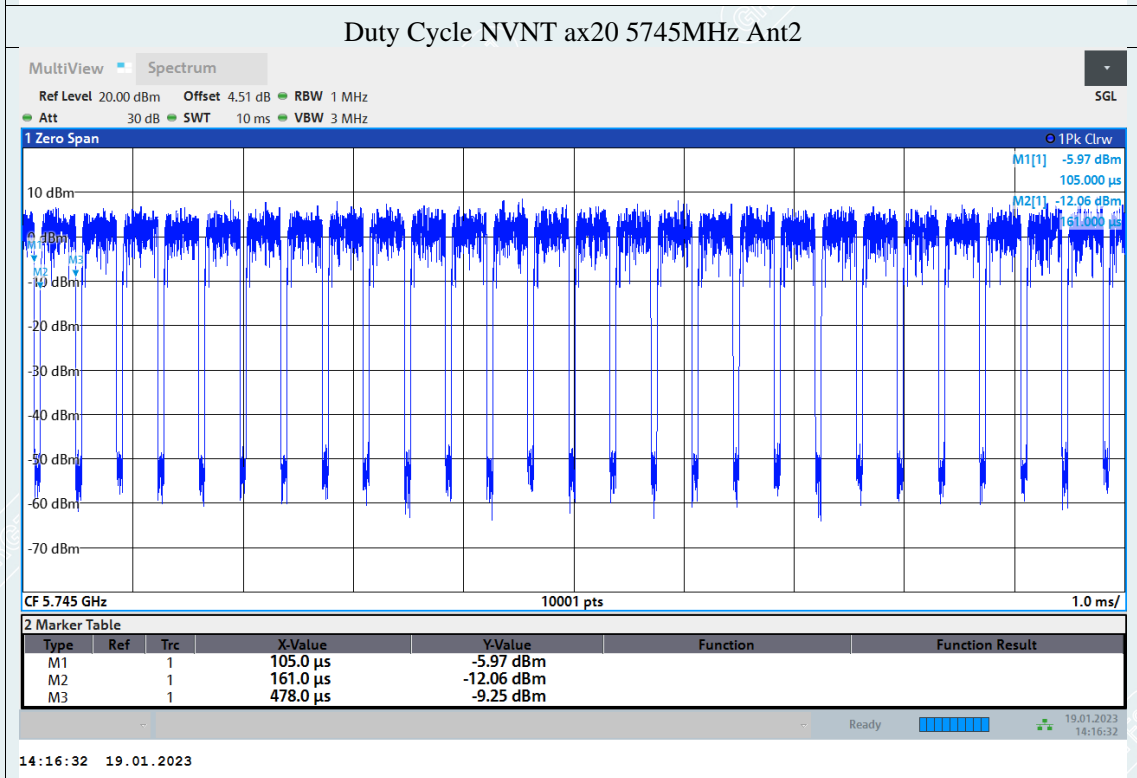 Duty Cycle NVNT ax20 5745MHz Ant2
MultiView Spectrum
Ref Level 20.00 dBm Offset 4.51 dB RBW 1 MHz SGL
Att 30 dB SWT 10 ms VBW 3 MHz
1 Zero Span 1Pk Clrw
M1[1] -5.97 dBm
105.000 µs
10 dBm
M2[1] -12.06 dBm
161.000 µs
0 dBm
M1
M2
M3
-10 dBm
-20 dBm
-30 dBm
-40 dBm
-50 dBm
-60 dBm
-70 dBm
CF 5.745 GHz 10001 pts 1.0 ms/
2 Marker Table
Type Ref Trc X-Value Y-Value Function Function Result
M1 1 105.0 µs -5.97 dBm
M2 1 161.0 µs -12.06 dBm
M3 1 478.0 µs -9.25 dBm
Ready 19.01.2023
14:16:32
14:16:32 19.01.2023